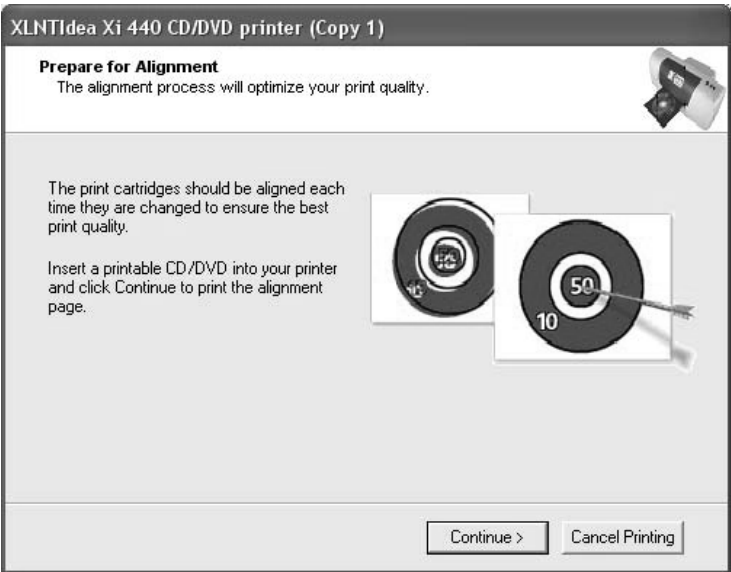 XLNTIdea Xi 440 CD/DVD printer (Copy 1)
Prepare for Alignment
The alignment process will optimize your print quality.
The print cartridges should be aligned each
time they are changed to ensure the best
print quality.
Insert a printable CD/DVD into your printer
and click Continue to print the alignment
page.
50
10
Continue >
Cancel Printing